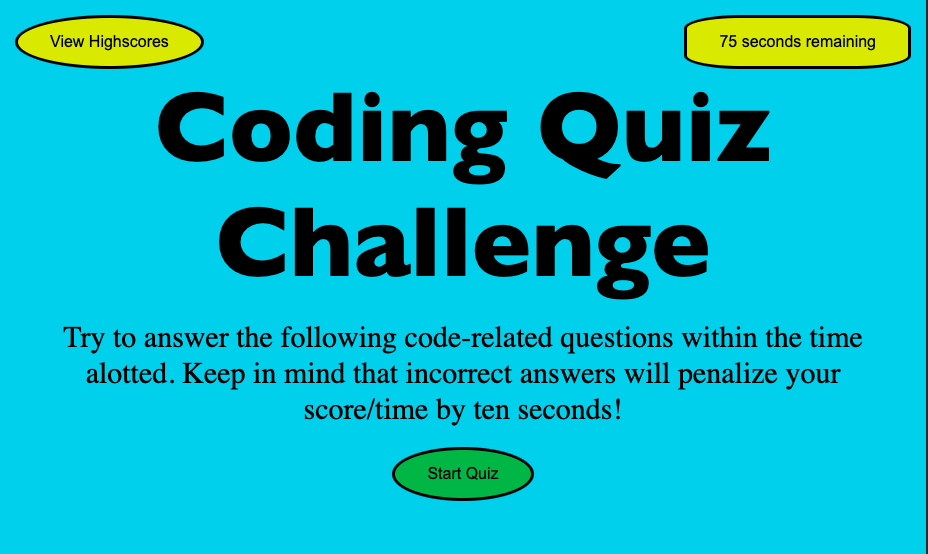 View Highscores
75 seconds remaining
Coding Quiz
Challenge
Try to answer the following code-related questions within the time
alotted. Keep in mind that incorrect answers will penalize your
score/time by ten seconds!
Start Quiz